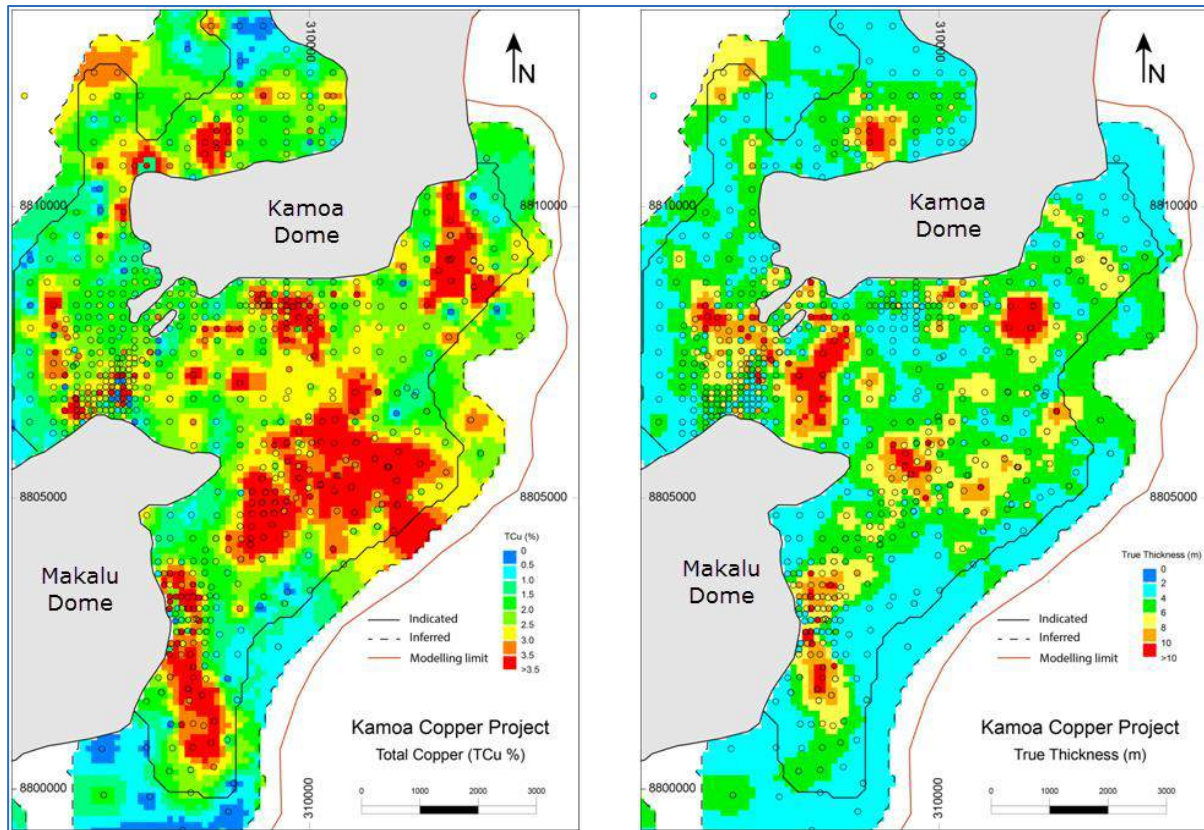 310000
N
Kamoa
Dome
8810000
8810000
8805000
8805000
Makalu
Dome
TCu (%)
0
0.5
1.0
1.5
2.0
2.5
3.0
3.5
>3.5
Indicated
Inferred
Modelling limit
Kamoa Copper Project
Total Copper (TCu %)
8800000
310000
1000
0
1000
2000
3000
310000
N
Kamoa
Dome
8810000
8810000
8805000
8805000
Makalu
Dome
True Thickness (m)
0
2
4
6
8
10
>10
Indicated
Inferred
Modelling limit
Kamoa Copper Project
True Thickness (m)
8800000
310000
1000
0
1000
2000
3000